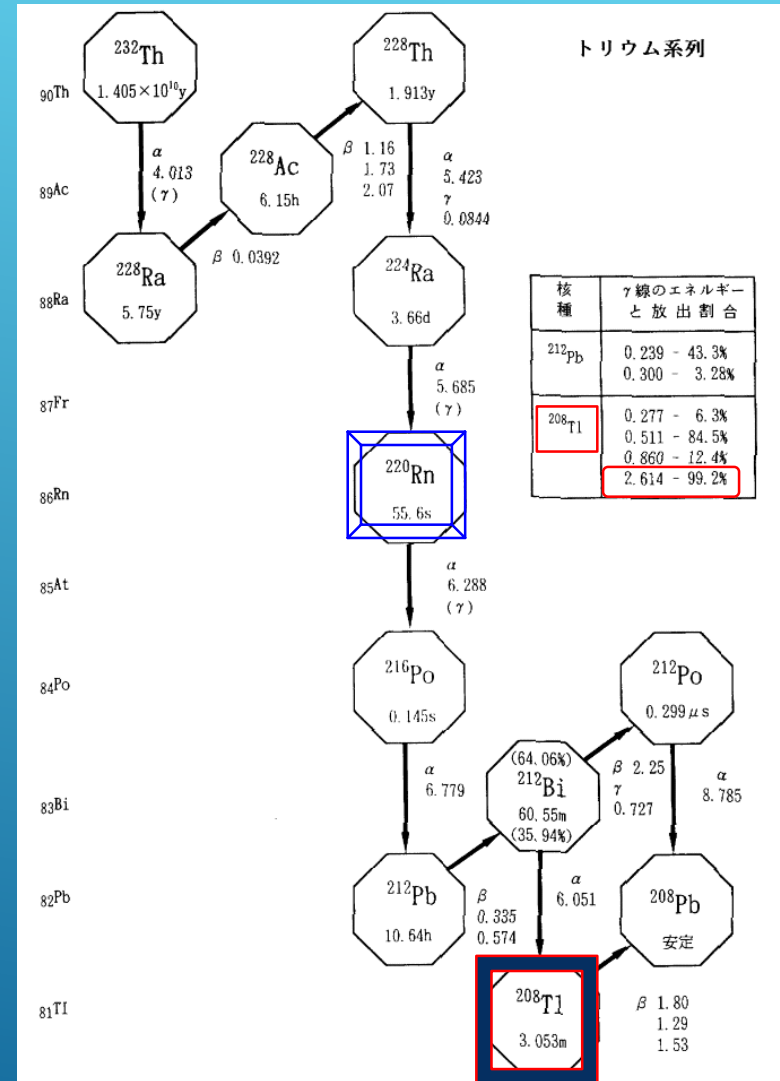 トリウム系列
²³²Th
1.405×10¹⁰y
²²⁸Th
1.913y
₉₀Th
α
4.013
(γ)
²²⁸Ac
6.15h
β 1.16
1.73
2.07
α
5.423
γ
0.0844
₈₉Ac
²²⁸Ra
5.75y
β 0.0392
²²⁴Ra
3.66d
₈₈Ra
核種
γ線のエネルギーと放出割合
²¹²Pb
0.239 - 43.3%
0.300 - 3.28%
²⁰⁸Tl
0.277 - 6.3%
0.511 - 84.5%
0.860 - 12.4%
2.614 - 99.2%
α
5.685
(γ)
₈₇Fr
²²⁰Rn
55.6s
₈₆Rn
α
6.288
(γ)
₈₅At
²¹⁶Po
0.145s
²¹²Po
0.299μs
₈₄Po
α
6.779
(64.06%)
²¹²Bi
60.55m
(35.94%)
β 2.25
γ
0.727
α
8.785
₈₃Bi
²¹²Pb
10.64h
β
0.335
0.574
α
6.051
²⁰⁸Pb
安定
₈₂Pb
²⁰⁸Tl
3.053m
β 1.80
1.29
1.53
₈₁Tl